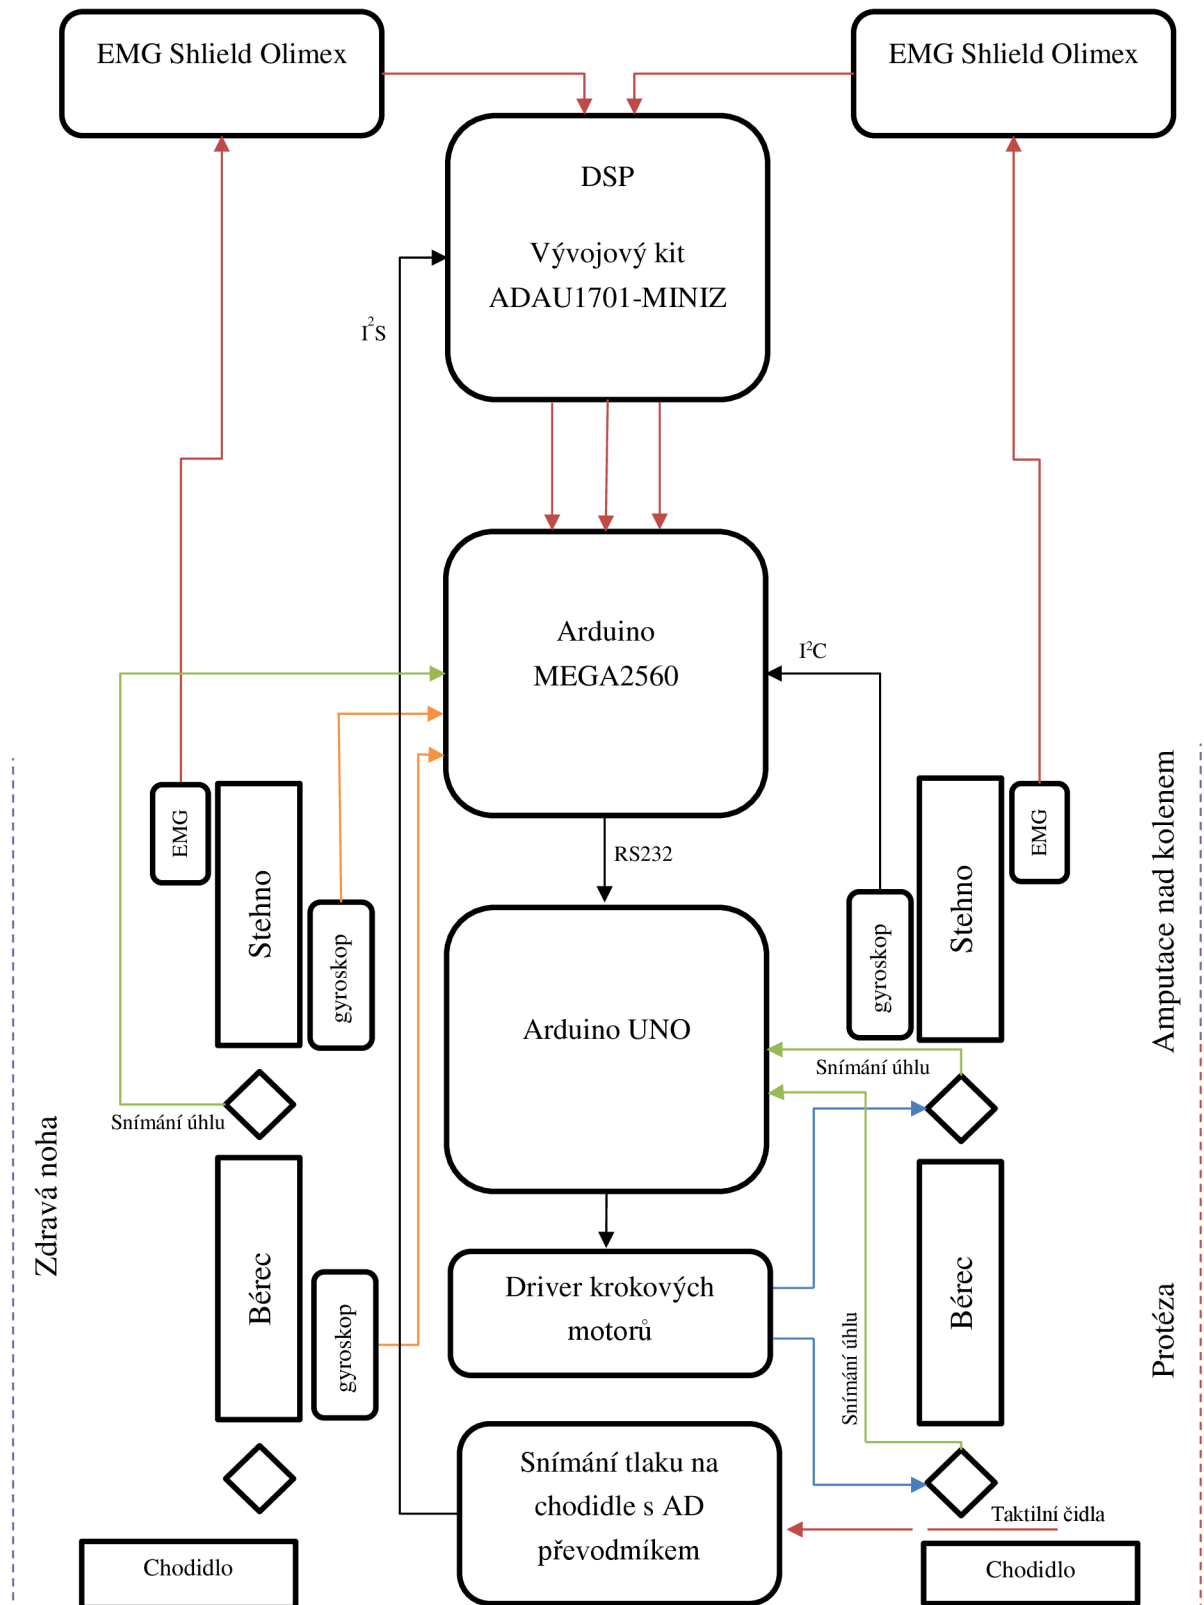 EMG Shlield Olimex
EMG Shlield Olimex
DSP
Vývojový kit
ADAU1701-MINIZ
I²S
Arduino
MEGA2560
I²C
RS232
EMG
Stehno
gyroskop
EMG
Stehno
gyroskop
Amputace nad kolenem
Arduino UNO
Snímání úhlu
Snímání úhlu
Zdravá noha
Bérec
gyroskop
Driver krokových
motorů
Snímání úhlu
Bérec
Protéza
Snímání tlaku na
chodidle s AD
převodmíkem
Taktilní čidla
Chodidlo
Chodidlo